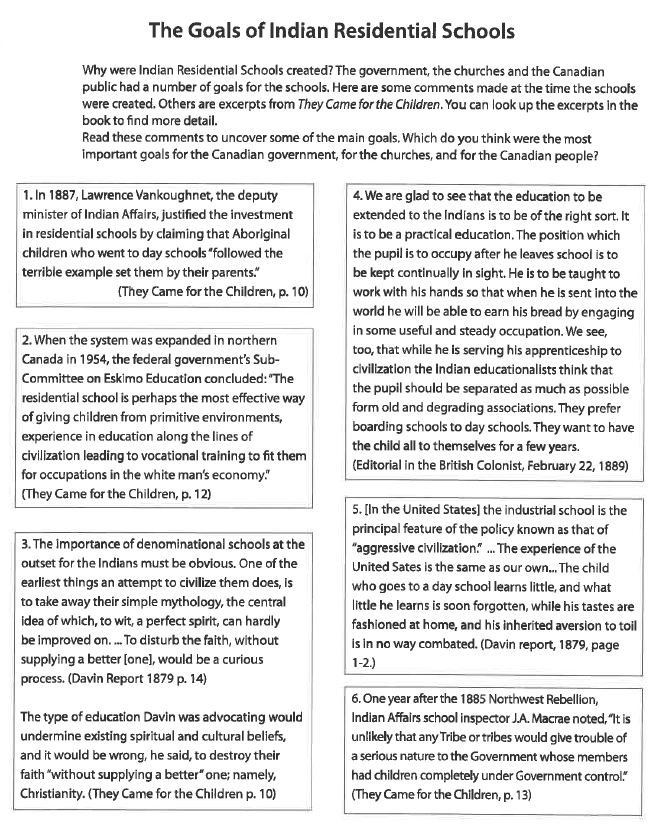 The Goals of Indian Residential Schools
Why were Indian Residential Schools created? The government, the churches and the Canadian
public had a number of goals for the schools. Here are some comments made at the time the schools
were created. Others are excerpts from They Came for the Children. You can look up the excerpts in the
book to find more detail.
Read these comments to uncover some of the main goals. Which do you think were the most
important goals for the Canadian government, for the churches, and for the Canadian people?
1. In 1887, Lawrence Vankoughnet, the deputy
minister of Indian Affairs, justified the investment
in residential schools by claiming that Aboriginal
children who went to day schools "followed the
terrible example set them by their parents."
(They Came for the Children, p. 10)
2. When the system was expanded in northern
Canada in 1954, the federal government's Sub-
Committee on Eskimo Education concluded: "The
residential school is perhaps the most effective way
of giving children from primitive environments,
experience in education along the lines of
civilization leading to vocational training to fit them
for occupations in the white man's economy."
(They Came for the Children, p. 12)
3. The importance of denominational schools at the
outset for the Indians must be obvious. One of the
earliest things an attempt to civilize them does, is
to take away their simple mythology, the central
idea of which, to wit, a perfect spirit, can hardly
be improved on. ... To disturb the faith, without
supplying a better [one], would be a curious
process. (Davin Report 1879 p. 14)
The type of education Davin was advocating would
undermine existing spiritual and cultural beliefs,
and it would be wrong, he said, to destroy their
faith "without supplying a better" one; namely,
Christianity. (They Came for the Children p. 10)
4. We are glad to see that the education to be
extended to the Indians is to be of the right sort. It
is to be a practical education. The position which
the pupil is to occupy after he leaves school is to
be kept continually in sight. He is to be taught to
work with his hands so that when he is sent into the
world he will be able to earn his bread by engaging
in some useful and steady occupation. We see,
too, that while he is serving his apprenticeship to
civilization the Indian educationalists think that
the pupil should be separated as much as possible
form old and degrading associations. They prefer
boarding schools to day schools. They want to have
the child all to themselves for a few years.
(Editorial in the British Colonist, February 22, 1889)
5. [In the United States] the industrial school is the
principal feature of the policy known as that of
"aggressive civilization." ... The experience of the
United Sates is the same as our own... The child
who goes to a day school learns little, and what
little he learns is soon forgotten, while his tastes are
fashioned at home, and his inherited aversion to toil
is in no way combated. (Davin report, 1879, page
1-2.)
6. One year after the 1885 Northwest Rebellion,
Indian Affairs school inspector J.A. Macrae noted, "It is
unlikely that any Tribe or tribes would give trouble of
a serious nature to the Government whose members
had children completely under Government control."
(They Came for the Children, p. 13)